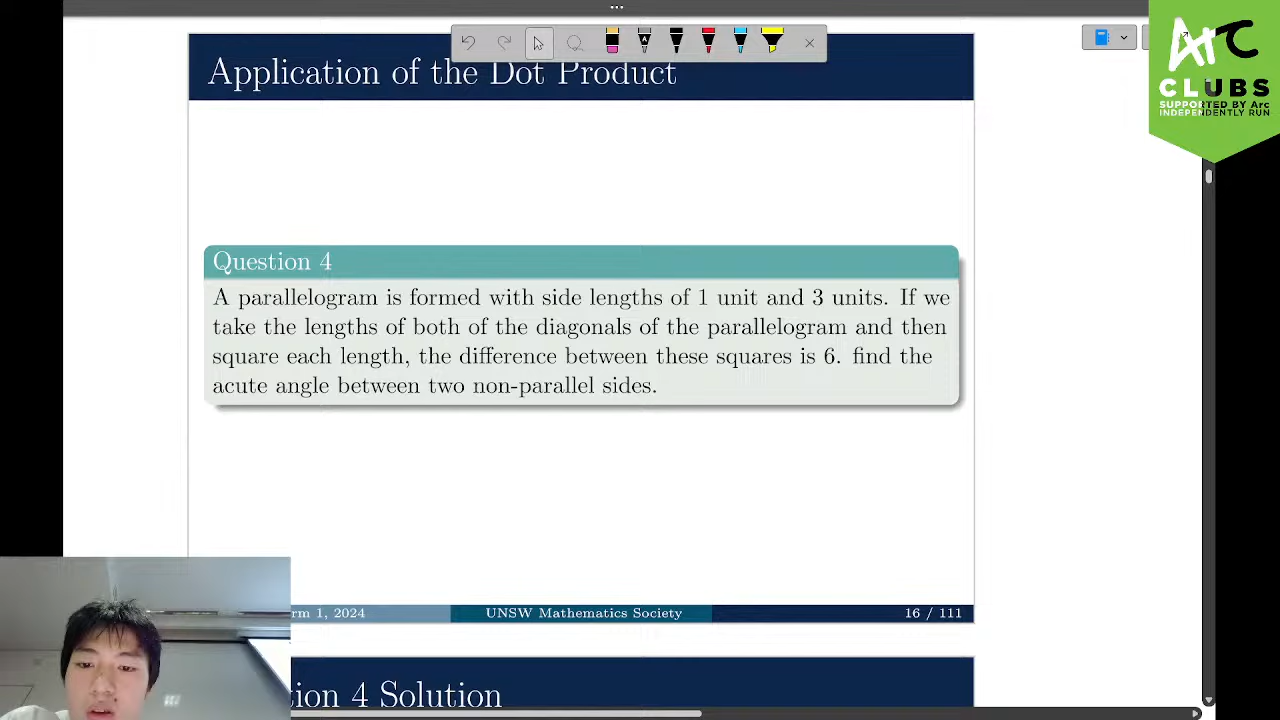 Application of the Dot Product
Arc
CLUBS
SUPPORTED BY Arc
INDEPENDENTLY RUN
Question 4
A parallelogram is formed with side lengths of 1 unit and 3 units. If we
take the lengths of both of the diagonals of the parallelogram and then
square each length, the difference between these squares is 6. find the
acute angle between two non-parallel sides.
rm 1, 2024
UNSW Mathematics Society
16 / 111
tion 4 Solution